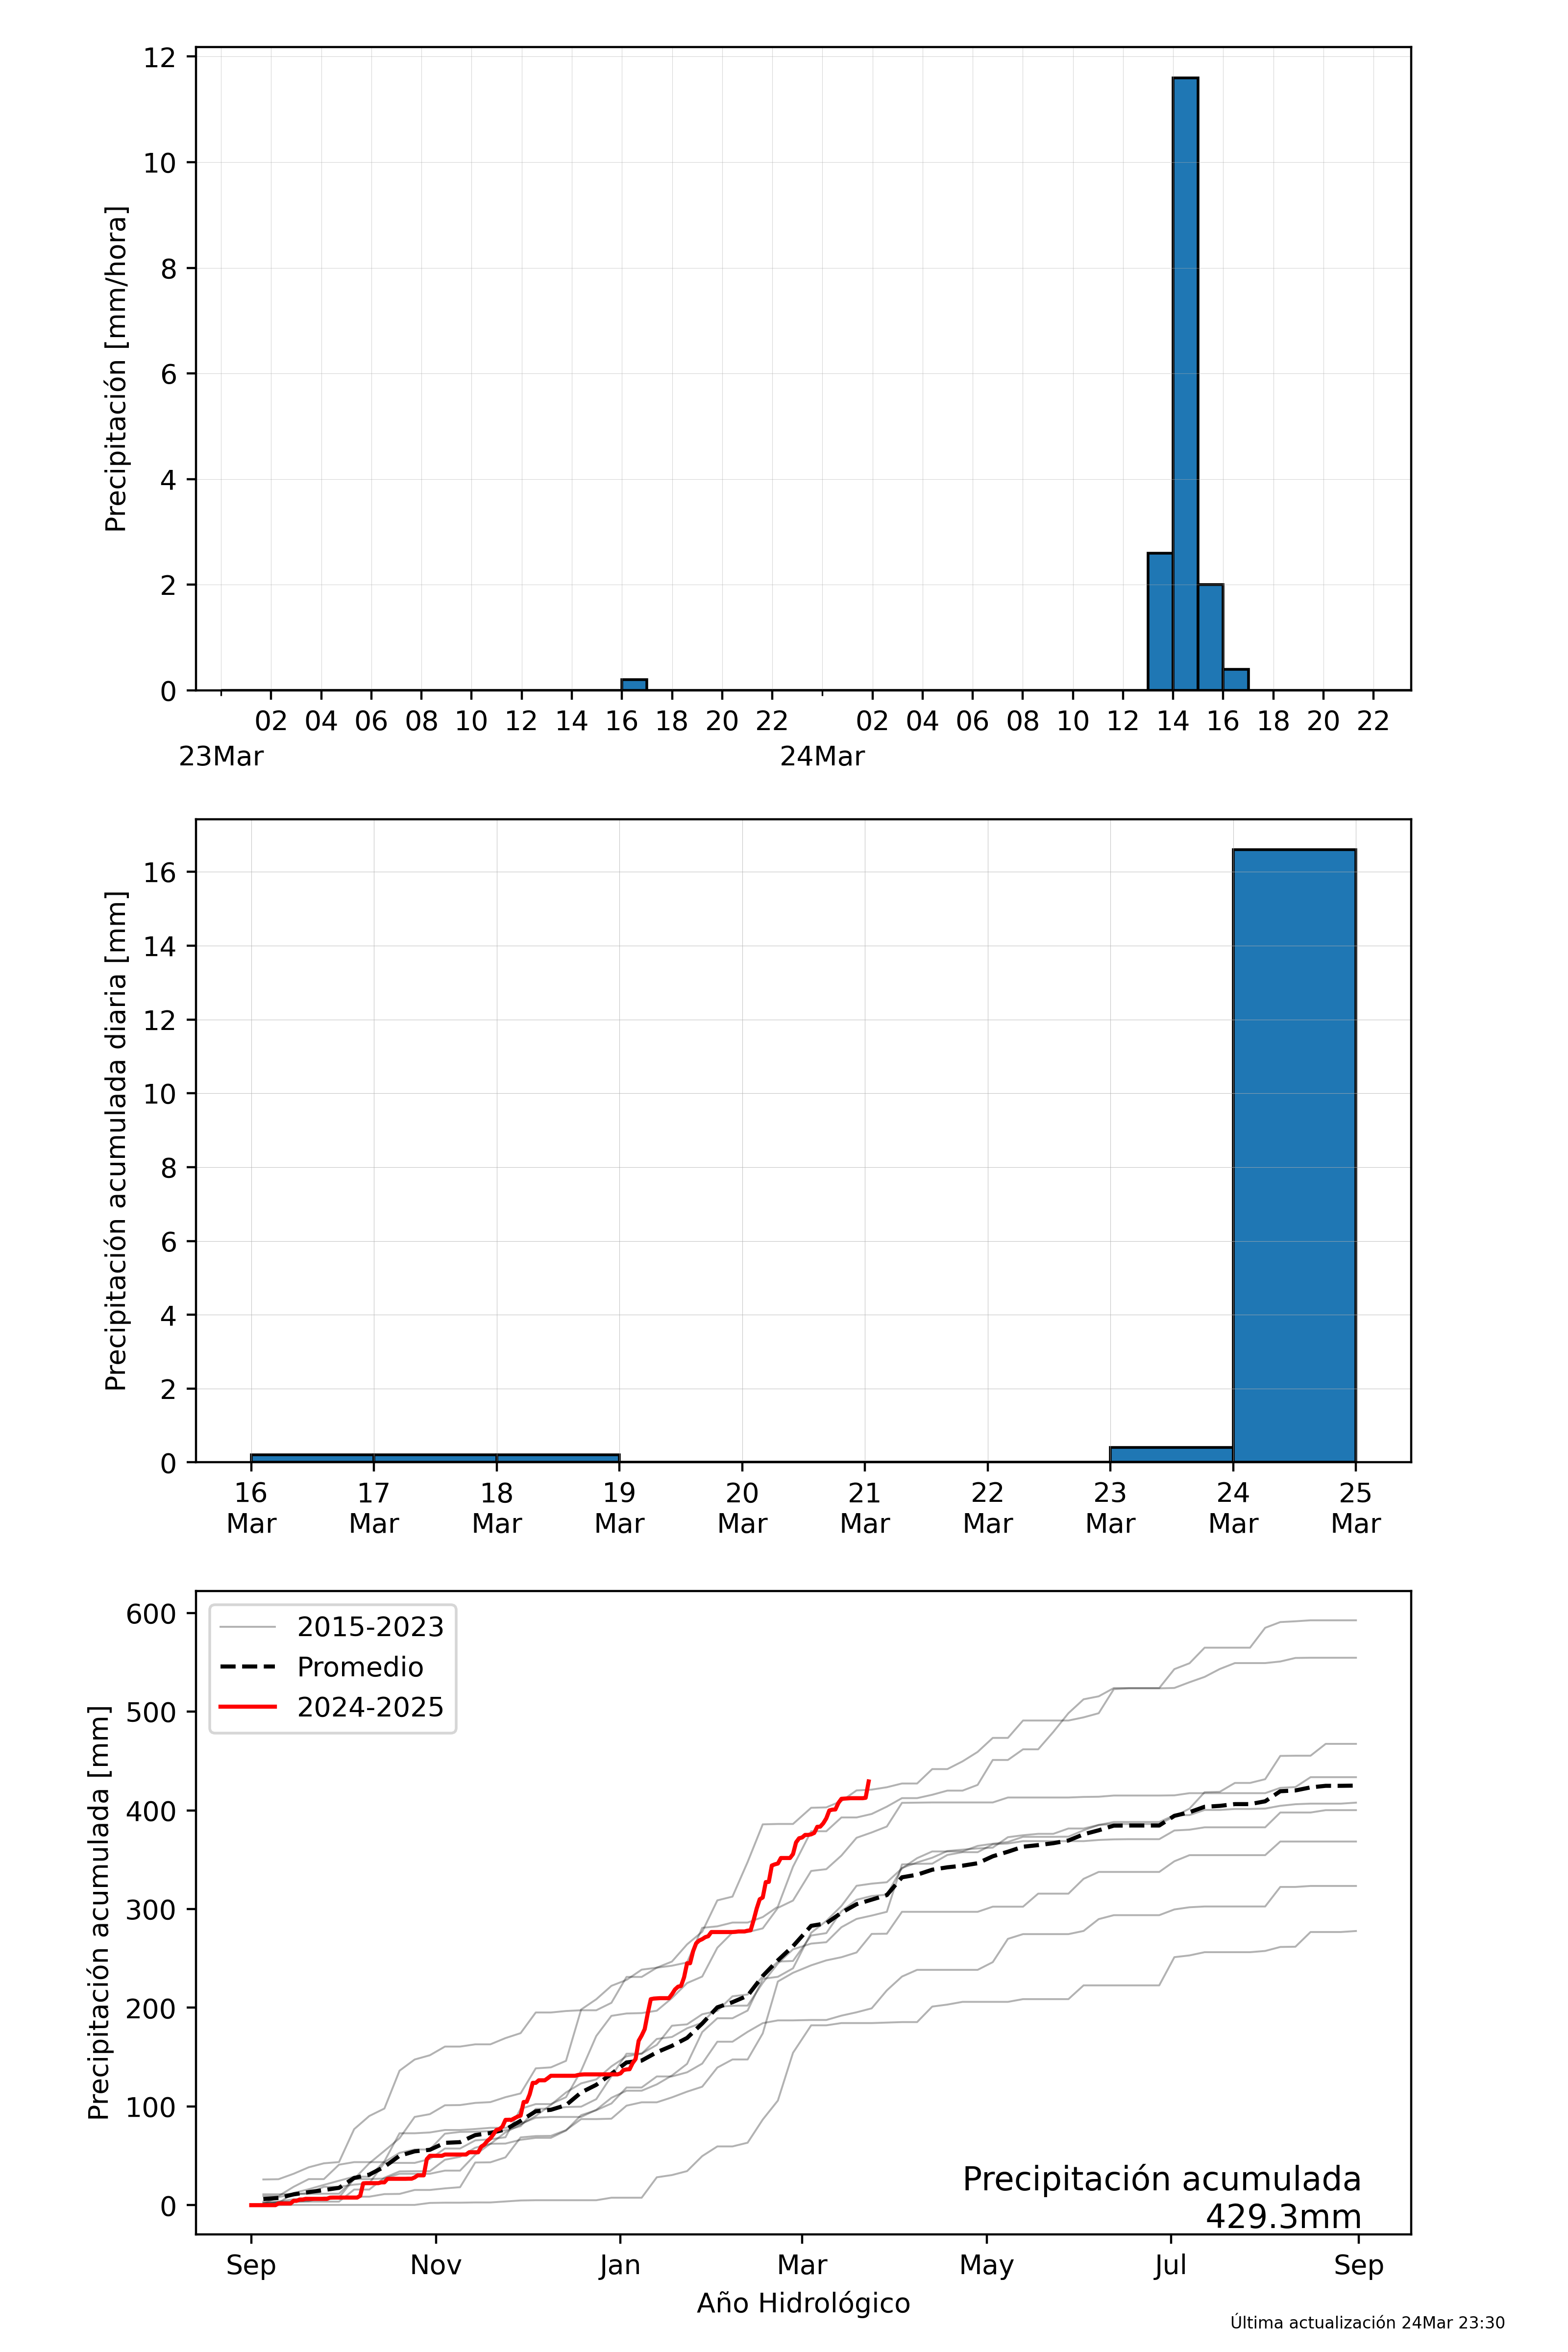 12
10
8
6
4
2
0
Precipitación [mm/hora]
02 04 06 08 10 12 14 16 18 20 22 02 04 06 08 10 12 14 16 18 20 22
23Mar 24Mar
16
14
12
10
8
6
4
2
0
Precipitación acumulada diaria [mm]
16 17 18 19 20 21 22 23 24 25
Mar Mar Mar Mar Mar Mar Mar Mar Mar Mar
600
500
400
300
200
100
0
Precipitación acumulada [mm]
2015-2023
Promedio
2024-2025
Precipitación acumulada
429.3mm
Sep Nov Jan Mar May Jul Sep
Año Hidrológico
Última actualización 24Mar 23:30